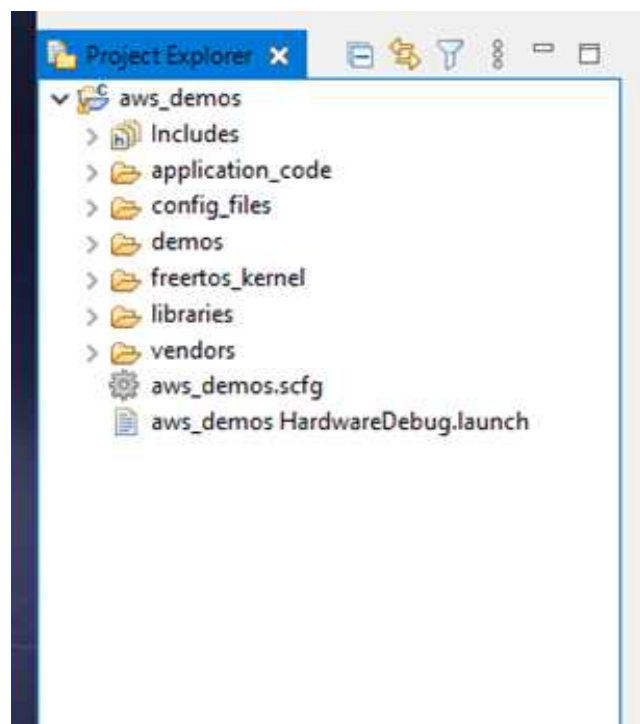 Project Explorer
aws_demos
Includes
application_code
config_files
demos
freertos_kernel
libraries
vendors
aws_demos.scfg
aws_demos HardwareDebug.launch